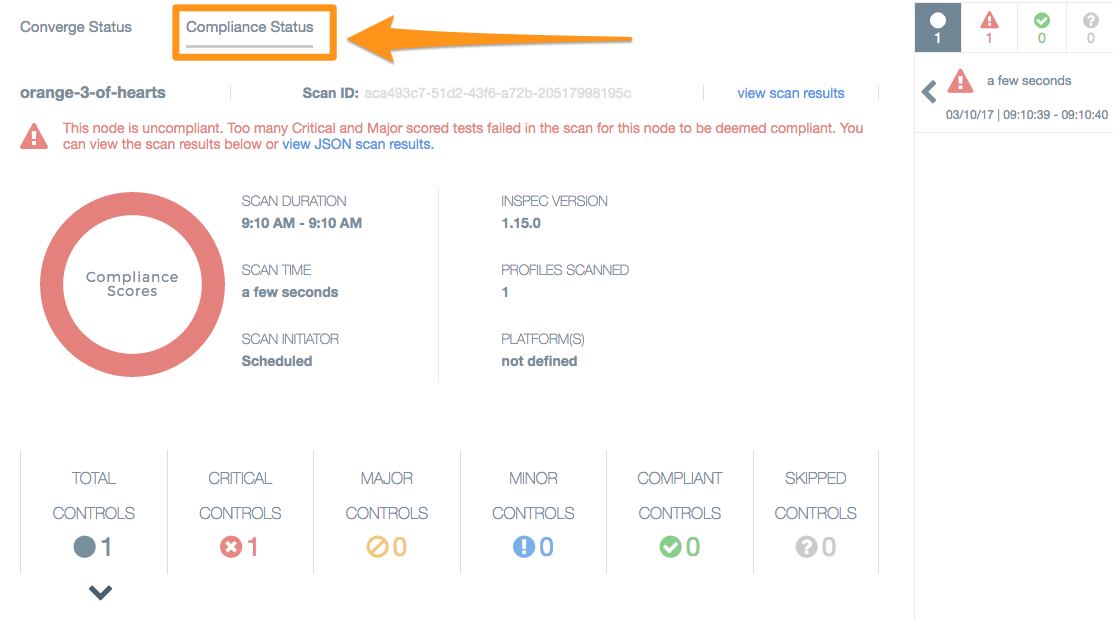 Converge Status
Compliance Status
orange-3-of-hearts
Scan ID: aca493c7-51d2-43f6-a72b-20517998195c
view scan results
This node is uncompliant. Too many Critical and Major scored tests failed in the scan for this node to be deemed compliant. You
can view the scan results below or view JSON scan results.
Compliance
Scores
SCAN DURATION
9:10 AM - 9:10 AM
SCAN TIME
a few seconds
SCAN INITIATOR
Scheduled
INSPEC VERSION
1.15.0
PROFILES SCANNED
1
PLATFORM(S)
not defined
TOTAL
CONTROLS
1
CRITICAL
CONTROLS
1
MAJOR
CONTROLS
0
MINOR
CONTROLS
0
COMPLIANT
CONTROLS
0
SKIPPED
CONTROLS
0
1
1
0
0
a few seconds
03/10/17 | 09:10:39 - 09:10:40